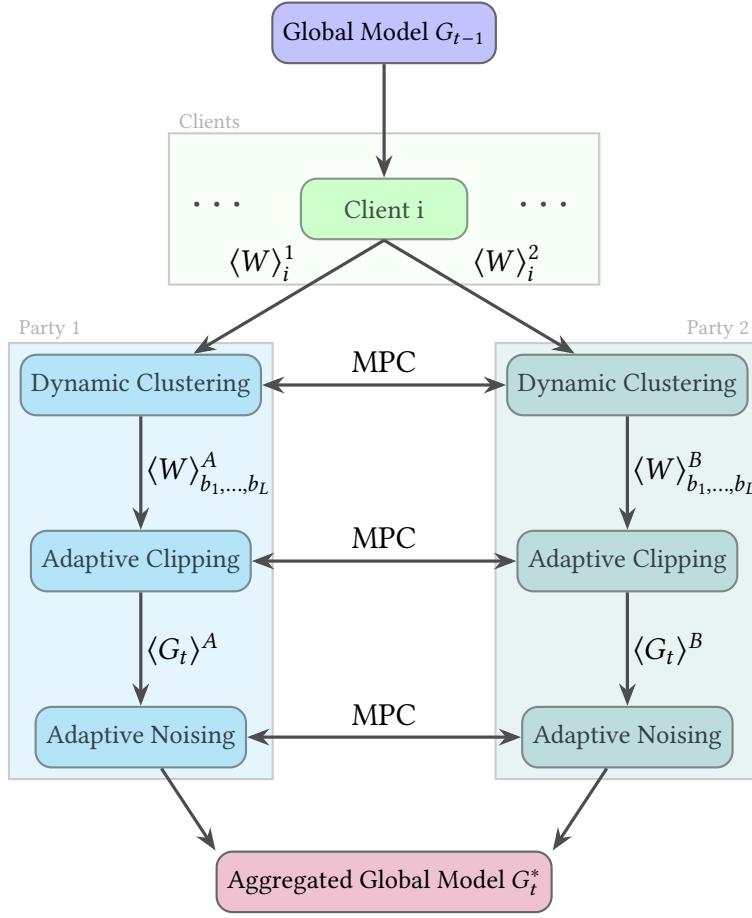 Global Model G_{t−1}
Clients
· · · Client i · · ·
⟨W⟩_i^1 ⟨W⟩_i^2
Party 1 Party 2
Dynamic Clustering MPC Dynamic Clustering
⟨W⟩^A_{b_1,...,b_L} ⟨W⟩^B_{b_1,...,b_L}
Adaptive Clipping MPC Adaptive Clipping
⟨G_t⟩^A ⟨G_t⟩^B
Adaptive Noising MPC Adaptive Noising
Aggregated Global Model G_t^*